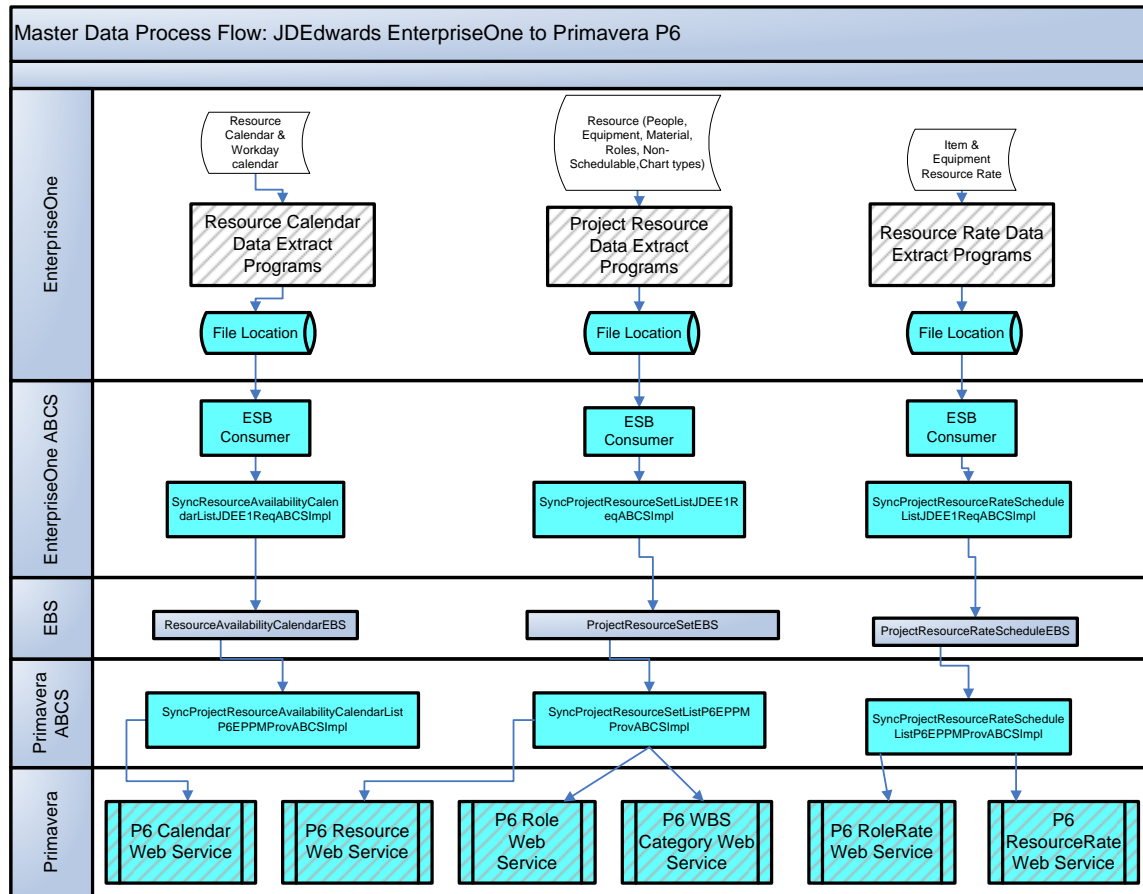 Master Data Process Flow: JDEdwards EnterpriseOne to Primavera P6
EnterpriseOne
Resource
Calendar &
Workday
calendar
Resource (People,
Equipment, Material,
Roles, Non-
Schedulable,Chart types)
Item &
Equipment
Resource Rate
Resource Calendar
Data Extract
Programs
Project Resource
Data Extract
Programs
Resource Rate Data
Extract Programs
File Location
File Location
File Location
EnterpriseOne ABCS
ESB
Consumer
ESB
Consumer
ESB
Consumer
SyncResourceAvailabilityCalen
darListJDEE1ReqABCSImpl
SyncProjectResourceSetListJDEE1R
eqABCSImpl
SyncProjectResourceRateSchedule
ListJDEE1ReqABCSImpl
EBS
ResourceAvailabilityCalendarEBS
ProjectResourceSetEBS
ProjectResourceRateScheduleEBS
Primavera
ABCS
SyncProjectResourceAvailabilityCalendarList
P6EPPMProvABCSImpl
SyncProjectResourceSetListP6EPPM
ProvABCSImpl
SyncProjectResourceRateSchedule
ListP6EPPMProvABCSImpl
Primavera
P6 Calendar
Web Service
P6 Resource
Web Service
P6 Role
Web
Service
P6 WBS
Category Web
Service
P6 RoleRate
Web Service
P6
ResourceRate
Web Service